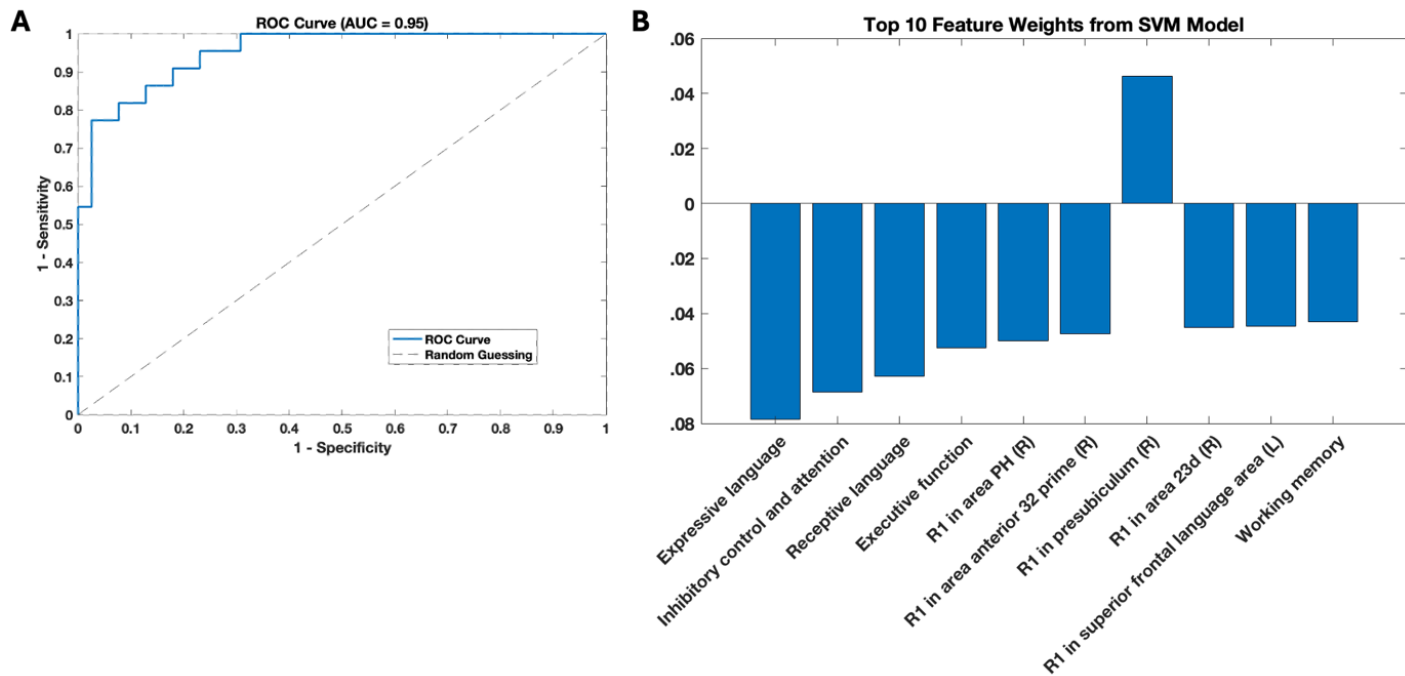 A
ROC Curve (AUC = 0.95)
1
0.9
0.8
0.7
0.6
0.5
0.4
0.3
0.2
0.1
0
1 - Sensitivity
ROC Curve
Random Guessing
0
0.1
0.2
0.3
0.4
0.5
0.6
0.7
0.8
0.9
1
1 - Specificity
B
Top 10 Feature Weights from SVM Model
.06
.04
.02
0
.02
.04
.06
.08
Expressive language
Inhibitory control and attention
Receptive language
Executive function
R1 in area PH (R)
R1 in area anterior 32 prime (R)
R1 in presubiculum (R)
R1 in area 23d (R)
R1 in superior frontal language area (L)
Working memory